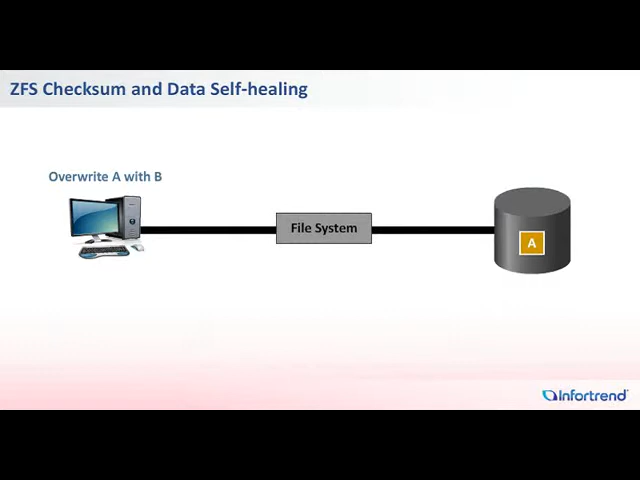 ZFS Checksum and Data Self-healing
Overwrite A with B
File System
A
Infortrend